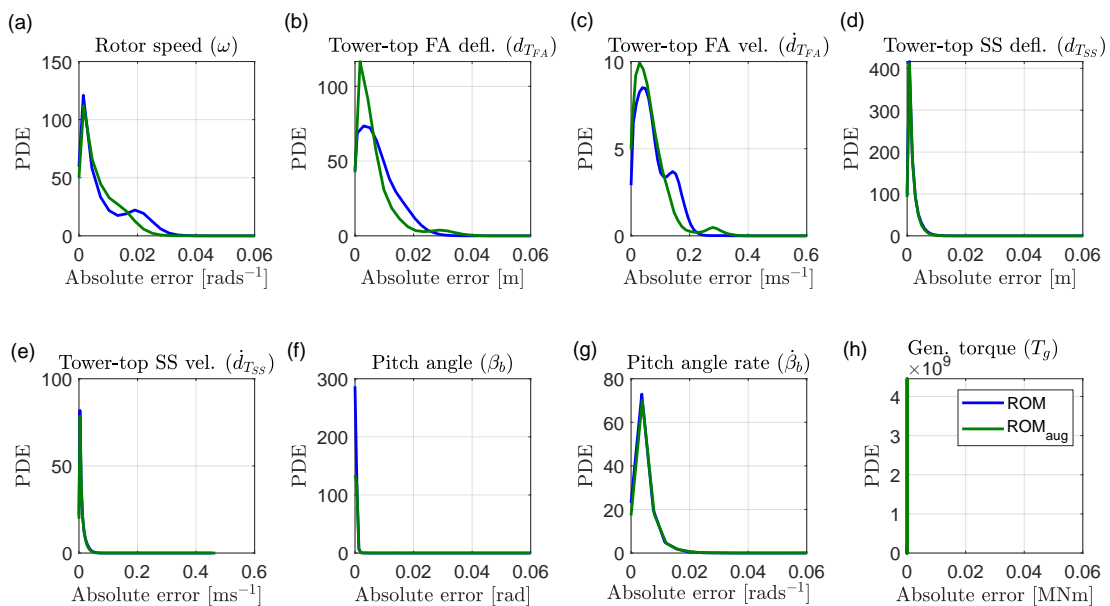 (a)
Rotor speed (ω)
150
100
50
0
PDE
0 0.02 0.04 0.06
Absolute error [rads⁻¹]
(b)
Tower-top FA defl. (d_{T_{FA}})
100
50
0
PDE
0 0.02 0.04 0.06
Absolute error [m]
(c)
Tower-top FA vel. (ḋ_{T_{FA}})
10
5
0
PDE
0 0.2 0.4 0.6
Absolute error [ms⁻¹]
(d)
Tower-top SS defl. (d_{T_{SS}})
400
300
200
100
0
PDE
0 0.02 0.04 0.06
Absolute error [m]
(e)
Tower-top SS vel. (ḋ_{T_{SS}})
100
50
0
PDE
0 0.2 0.4 0.6
Absolute error [ms⁻¹]
(f)
Pitch angle (β_b)
300
200
100
0
PDE
0 0.02 0.04 0.06
Absolute error [rad]
(g)
Pitch angle rate (β̇_b)
80
60
40
20
0
PDE
0 0.02 0.04 0.06
Absolute error [rads⁻¹]
(h)
Gen. torque (T_g)
×10⁹
4
3
2
1
0
PDE
ROM
ROM_{aug}
0 0.02 0.04 0.06
Absolute error [MNm]